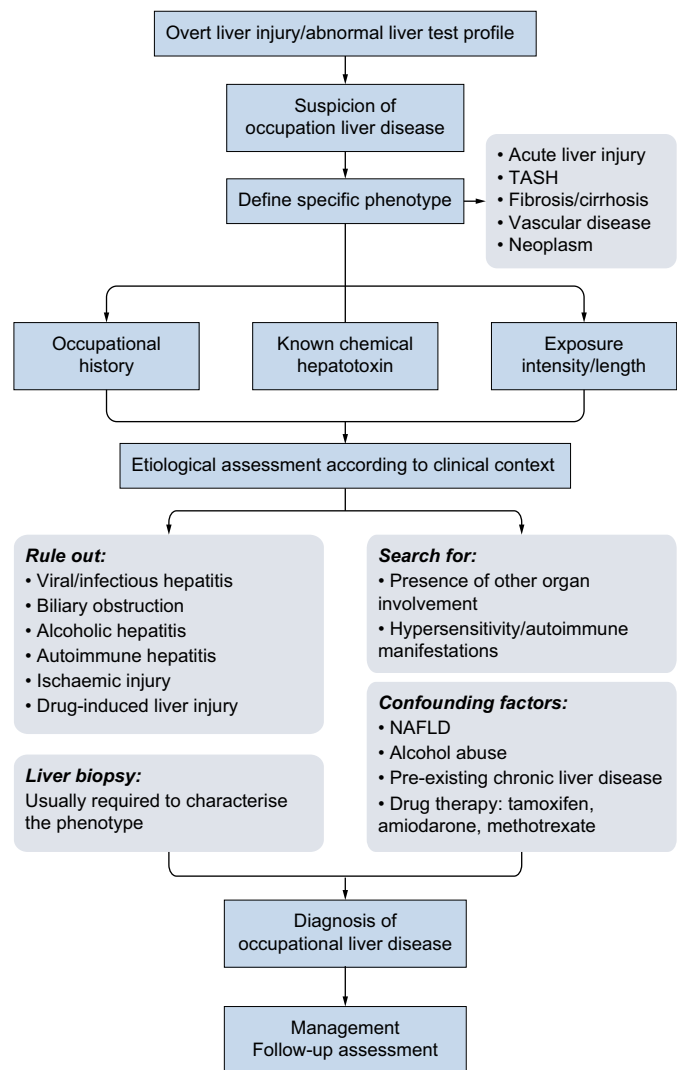 Overt liver injury/abnormal liver test profile
Suspicion of
occupation liver disease
Define specific phenotype
• Acute liver injury
• TASH
• Fibrosis/cirrhosis
• Vascular disease
• Neoplasm
Occupational
history
Known chemical
hepatotoxin
Exposure
intensity/length
Etiological assessment according to clinical context
Rule out:
• Viral/infectious hepatitis
• Biliary obstruction
• Alcoholic hepatitis
• Autoimmune hepatitis
• Ischaemic injury
• Drug-induced liver injury
Search for:
• Presence of other organ
involvement
• Hypersensitivity/autoimmune
manifestations
Liver biopsy:
Usually required to characterise
the phenotype
Confounding factors:
• NAFLD
• Alcohol abuse
• Pre-existing chronic liver disease
• Drug therapy: tamoxifen,
amiodarone, methotrexate
Diagnosis of
occupational liver disease
Management
Follow-up assessment